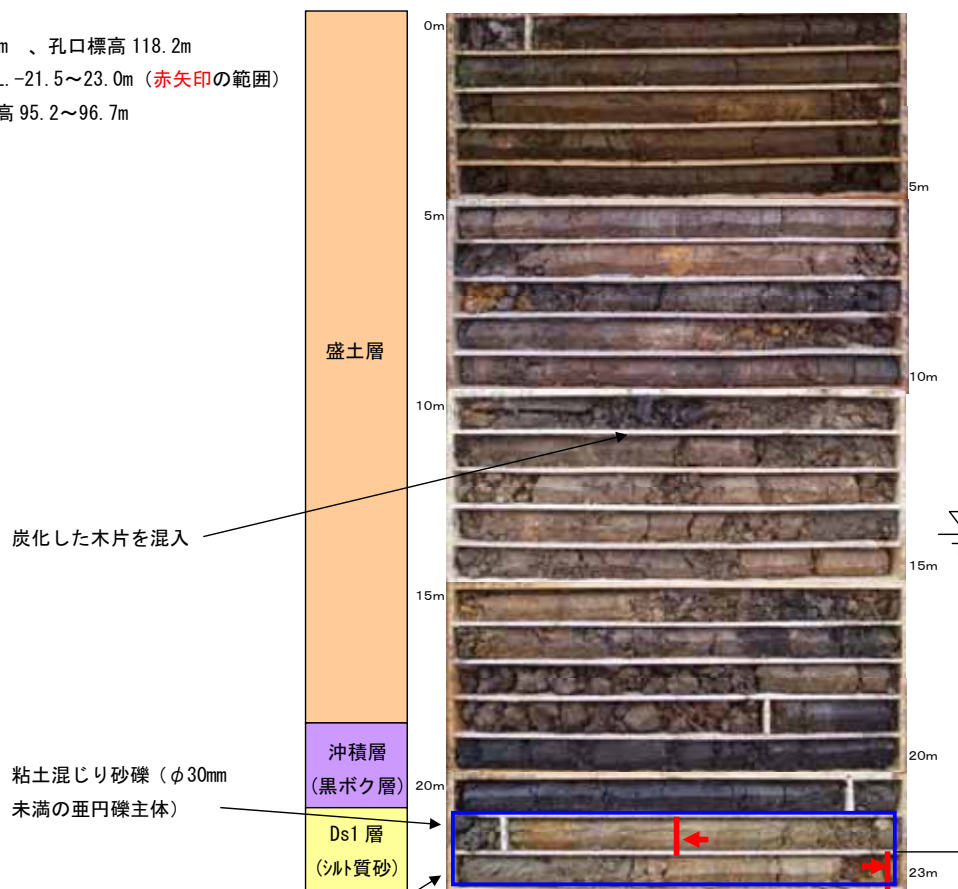 m 、孔口標高 118.2m
.-21.5～23.0m（赤矢印の範囲）
高 95.2～96.7m
0m
5m
5m
盛土層
10m
10m
炭化した木片を混入
15m
15m
沖積層
(黒ボク層)
20m
20m
粘土混じり砂礫（φ30mm
未満の亜円礫主体）
Ds1 層
(ｼﾙﾄ質砂)
23m